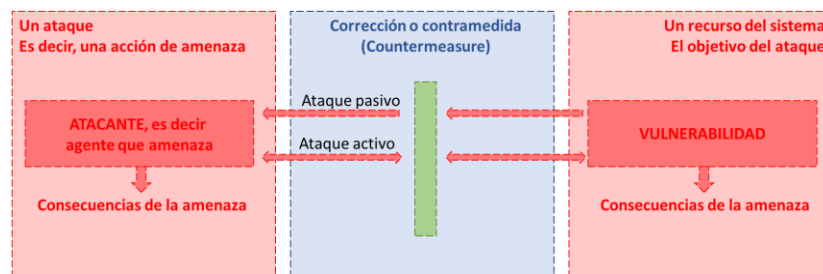 Un ataque
Es decir, una acción de amenaza
Corrección o contramedida
(Countermeasure)
Un recurso del sistema
El objetivo del ataque
Ataque pasivo
ATACANTE, es decir
agente que amenaza
Ataque activo
VULNERABILIDAD
Consecuencias de la amenaza
Consecuencias de la amenaza